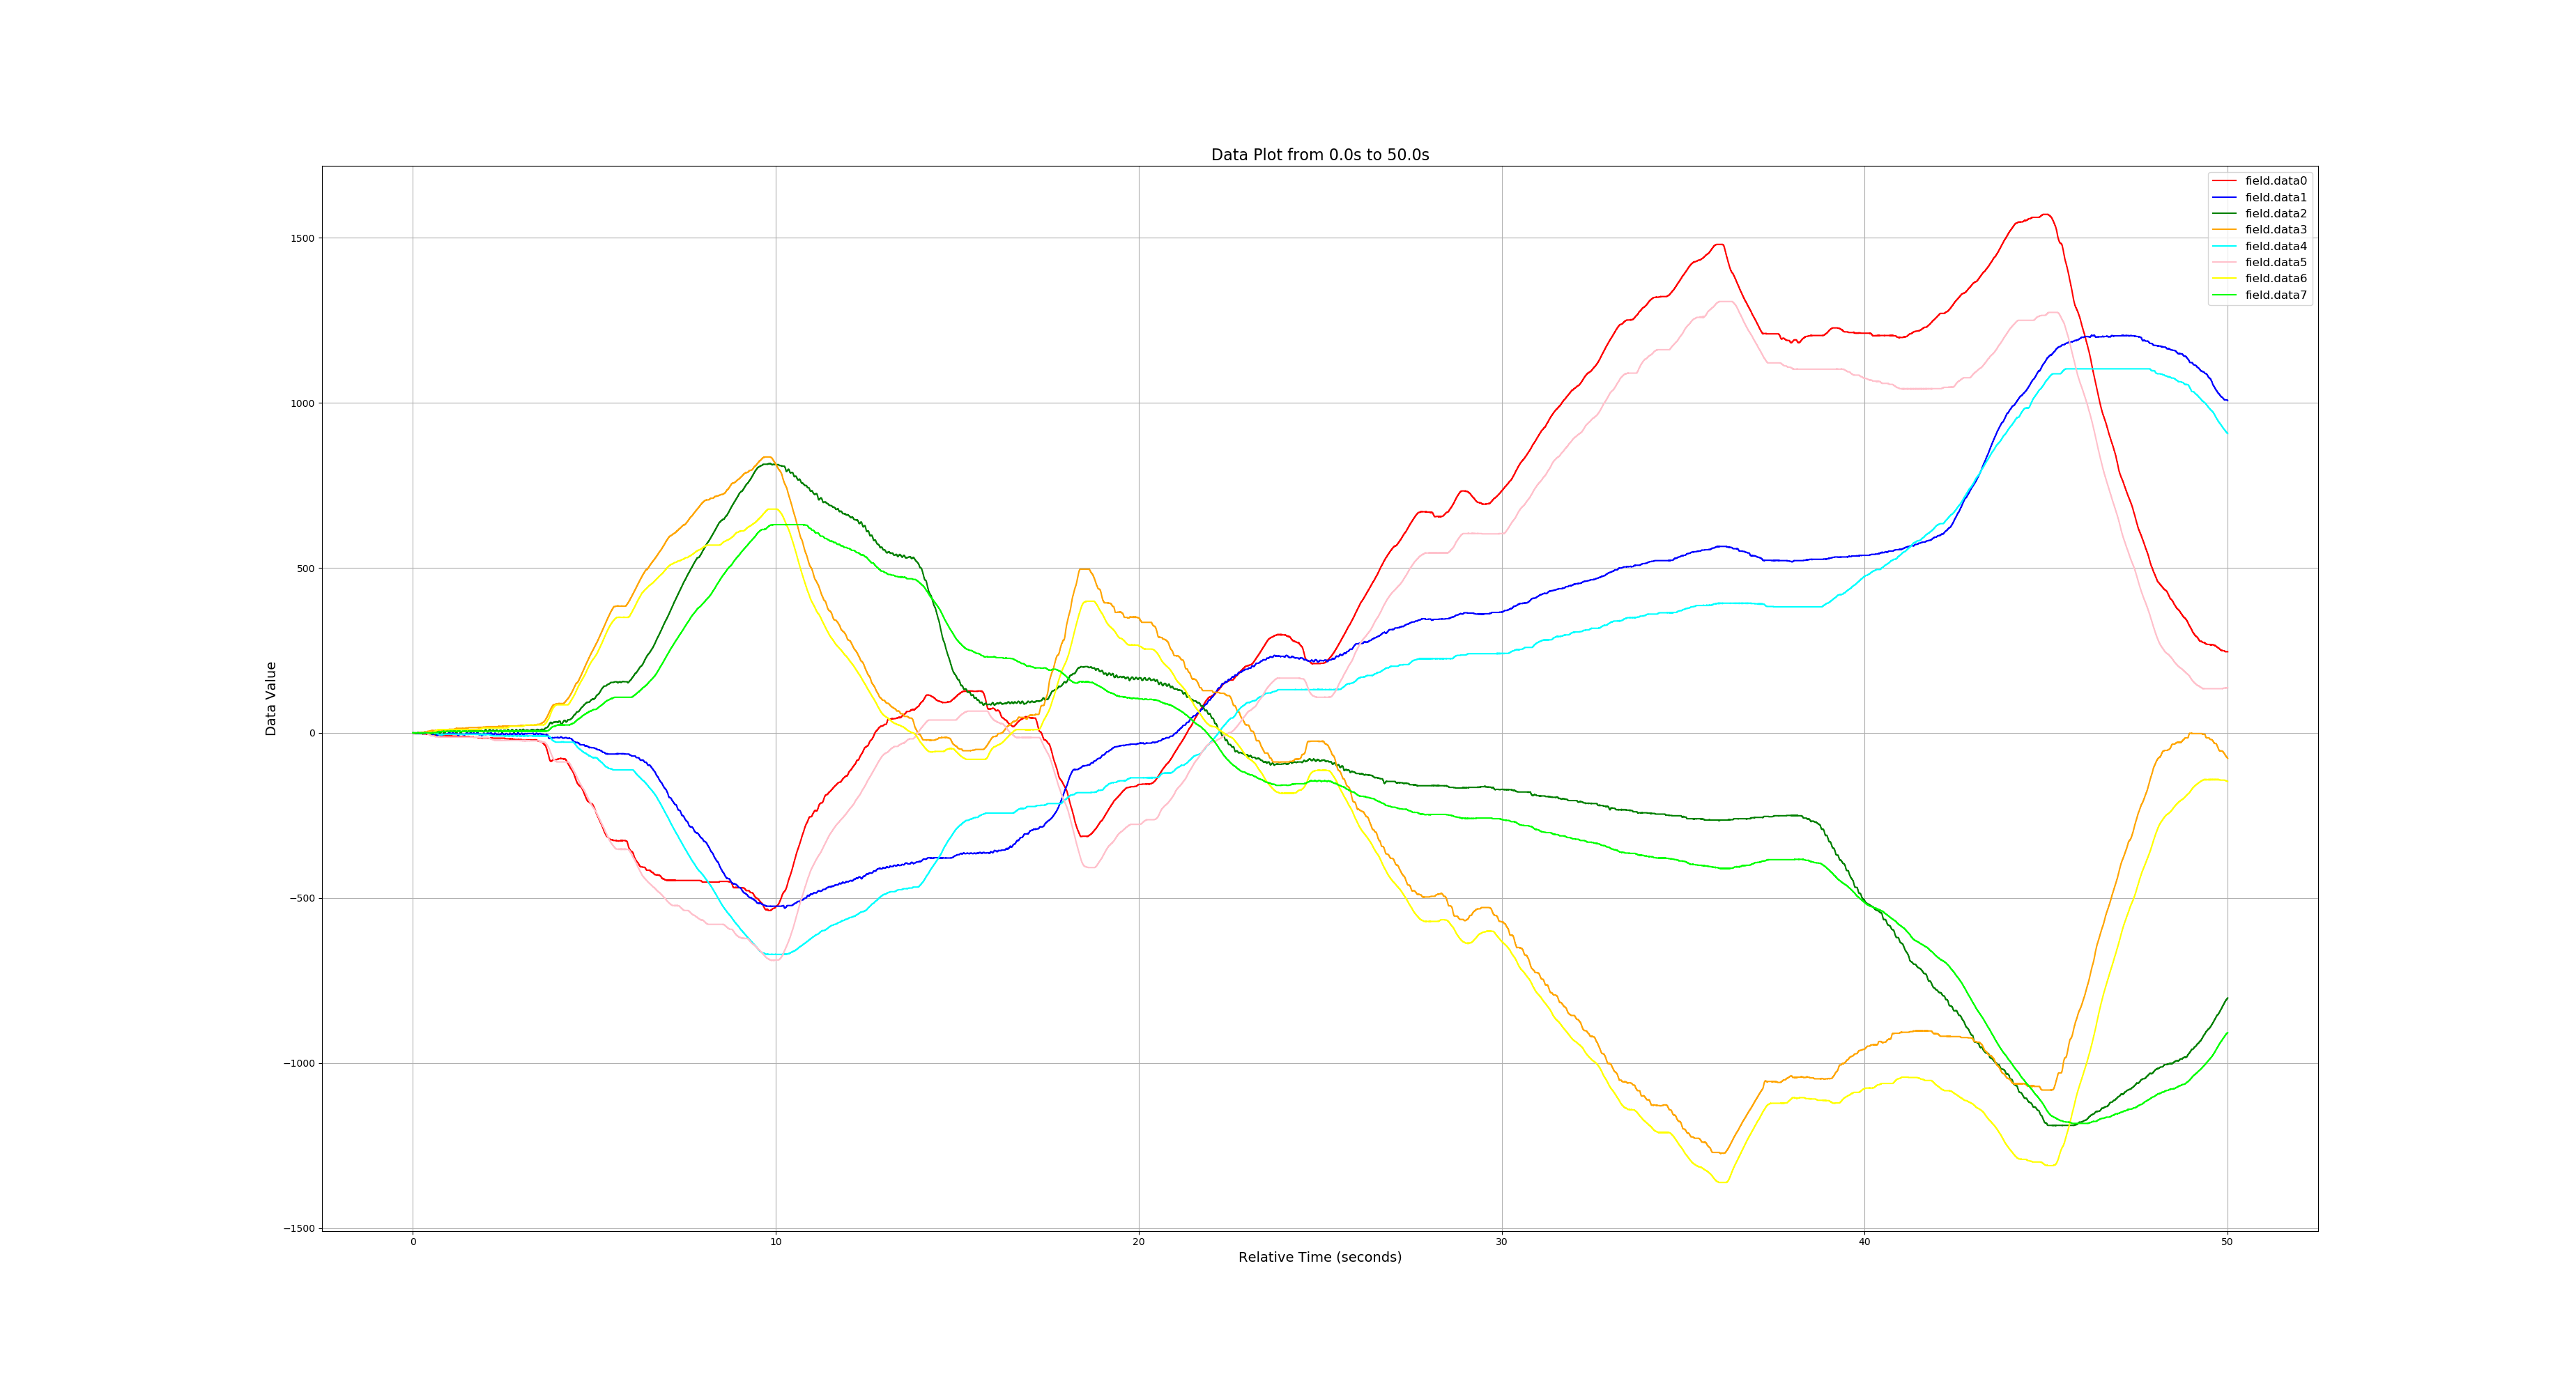 Data Plot from 0.0s to 50.0s
field.data0
field.data1
field.data2
field.data3
field.data4
field.data5
field.data6
field.data7
1500
1000
500
0
−500
−1000
−1500
Data Value
0 10 20 30 40 50
Relative Time (seconds)